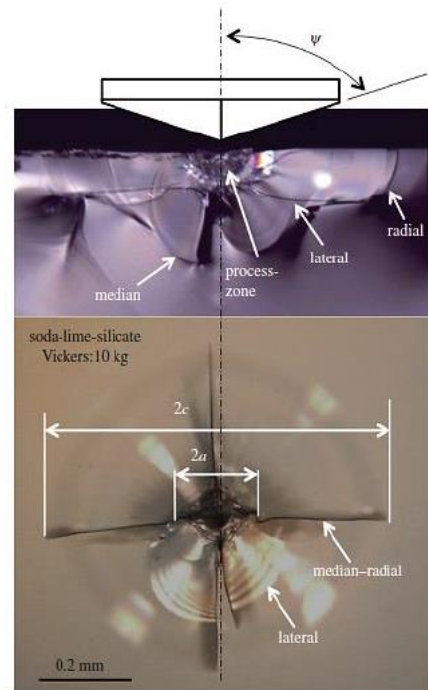 ψ
radial
lateral
process-
zone
median
soda-lime-silicate
Vickers:10 kg
2c
2a
median–radial
lateral
0.2 mm